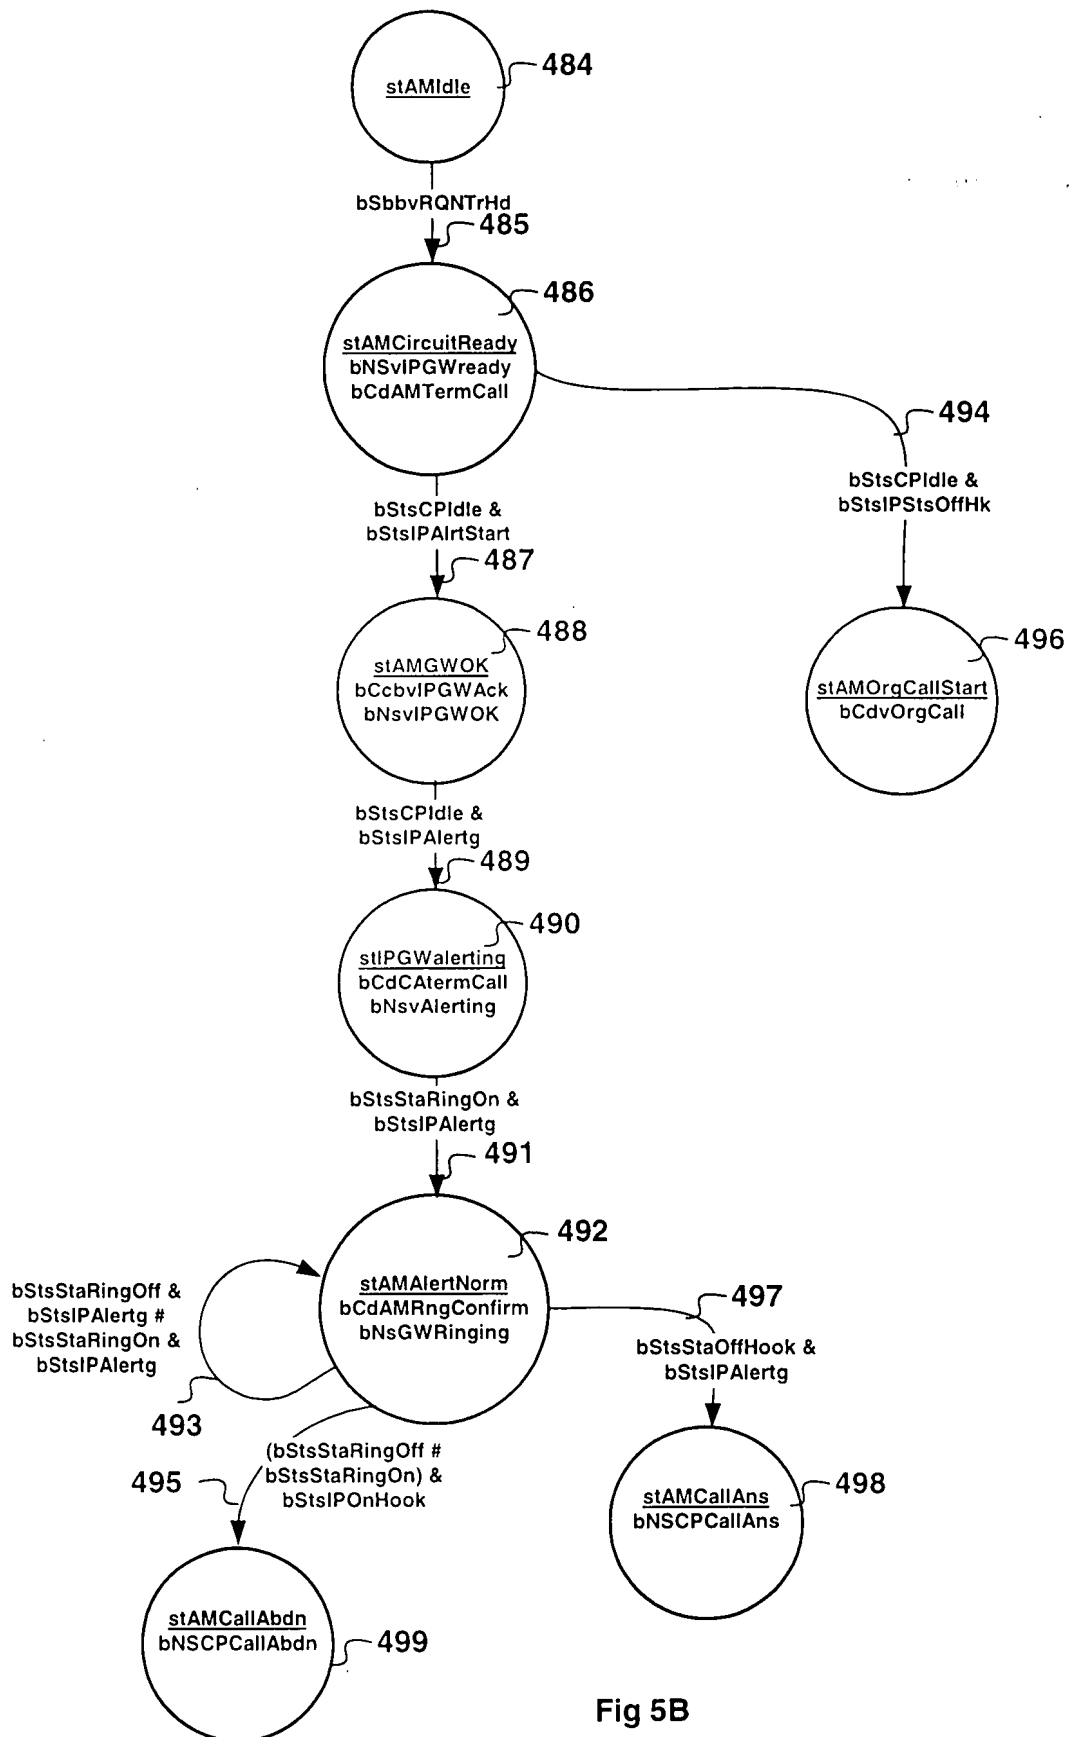 stAMIdle
484
bSbbvRQNTrHd
485
486
stAMCircuitReady
bNSvIPGWready
bCdAMTermCall
494
bStsCPIdle &
bStsIPStsOffHk
bStsCPIdle &
bStsIPAlrtStart
487
488
stAMGWOK
bCcbvIPGWAck
bNsvIPGWOK
496
stAMOrgCallStart
bCdvOrgCall
bStsCPIdle &
bStsIPAlertg
489
490
stIPGWalerting
bCdCAtermCall
bNsvAlerting
bStsStaRingOn &
bStsIPAlertg
491
492
stAMAlertNorm
bCdAMRngConfirm
bNsGWRinging
bStsStaRingOff &
bStsIPAlertg #
bStsStaRingOn &
bStsIPAlertg
493
497
bStsStaOffHook &
bStsIPAlertg
(bStsStaRingOff #
bStsStaRingOn) &
bStsIPOnHook
495
498
stAMCallAns
bNSCPCallAns
stAMCallAbdn
bNSCPCallAbdn
499
Fig 5B